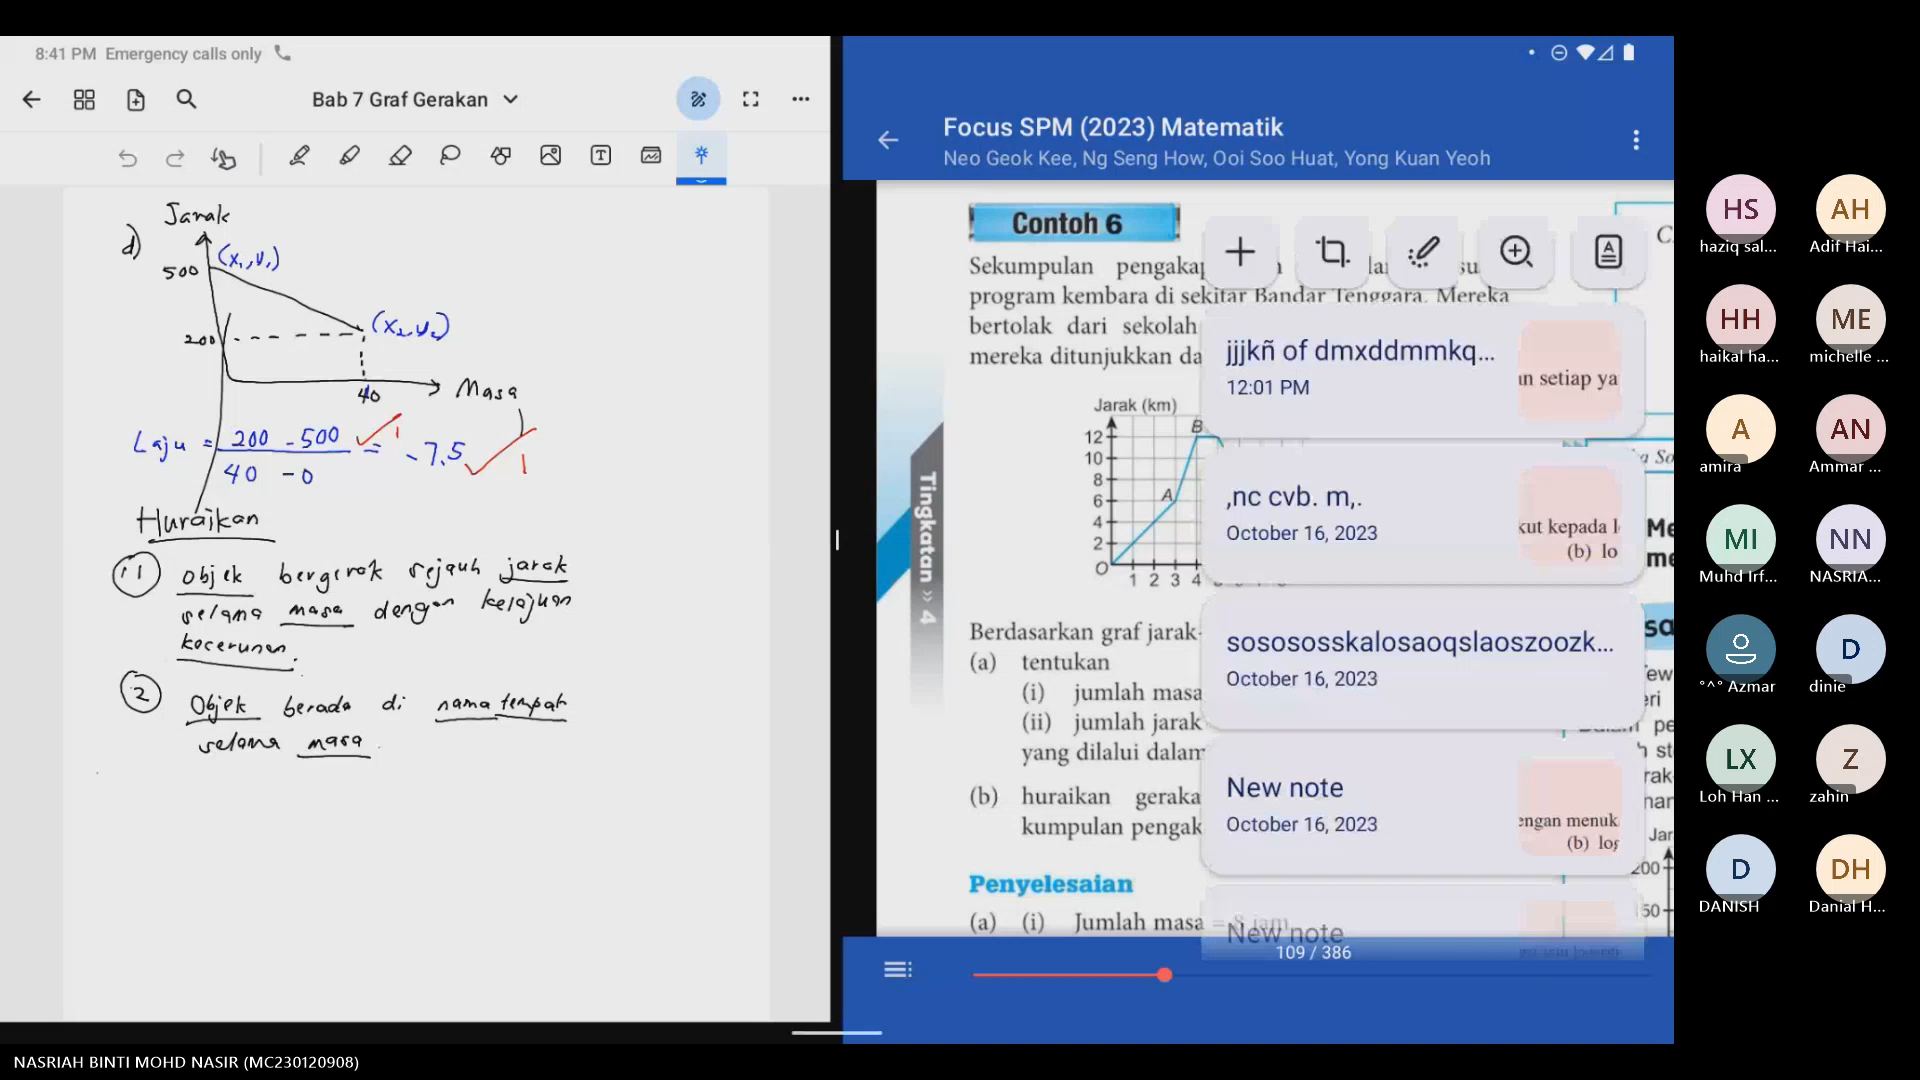 8:41 PM Emergency calls only
Bab 7 Graf Gerakan
d)
Jarak
500
(x₁, y₁)
200
(x₂, y₂)
40
Masa
Laju = 200 - 500 / 40 - 0 = -7.5
1
1
Huraikan
1 Objek bergerak sejauh jarak
selama masa dengan kelajuan
kecerunan.
2 Objek berada di nama tempat
selama masa.
Focus SPM (2023) Matematik
Neo Geok Kee, Ng Seng How, Ooi Soo Huat, Yong Kuan Yeoh
Contoh 6
Sekumpulan
program kembara di sekitar Bandar Tenggara. Mereka
bertolak dari sekolah
mereka ditunjukkan
Jarak (km)
12
10
8
6
4
2
O
A
B
1 2 3 4
Berdasarkan graf
(a) tentukan
(i) jumlah masa
(ii) jumlah jarak
yang dilalui dalam
(b) huraikan
kumpulan
Penyelesaian
(a) (i) Jumlah masa = 8 jam
Tingkatan >> 4
jjjkñ of dmxddmmkq...
12:01 PM
setiap
,nc cvb. m,.
October 16, 2023
kepada
(b)
sosososskalosaoqslaoszoozk...
October 16, 2023
New note
October 16, 2023
(b)
New note
109 / 386
HS
haziq sal...
AH
Adif Hai...
HH
haikal ha...
ME
michelle ...
A
amira
AN
Ammar ...
MI
Muhd Irf...
NN
NASRIA...
°^° Azmar
D
dinie
LX
Loh Han ...
Z
zahin
D
DANISH
DH
Danial H...
NASRIAH BINTI MOHD NASIR (MC230120908)